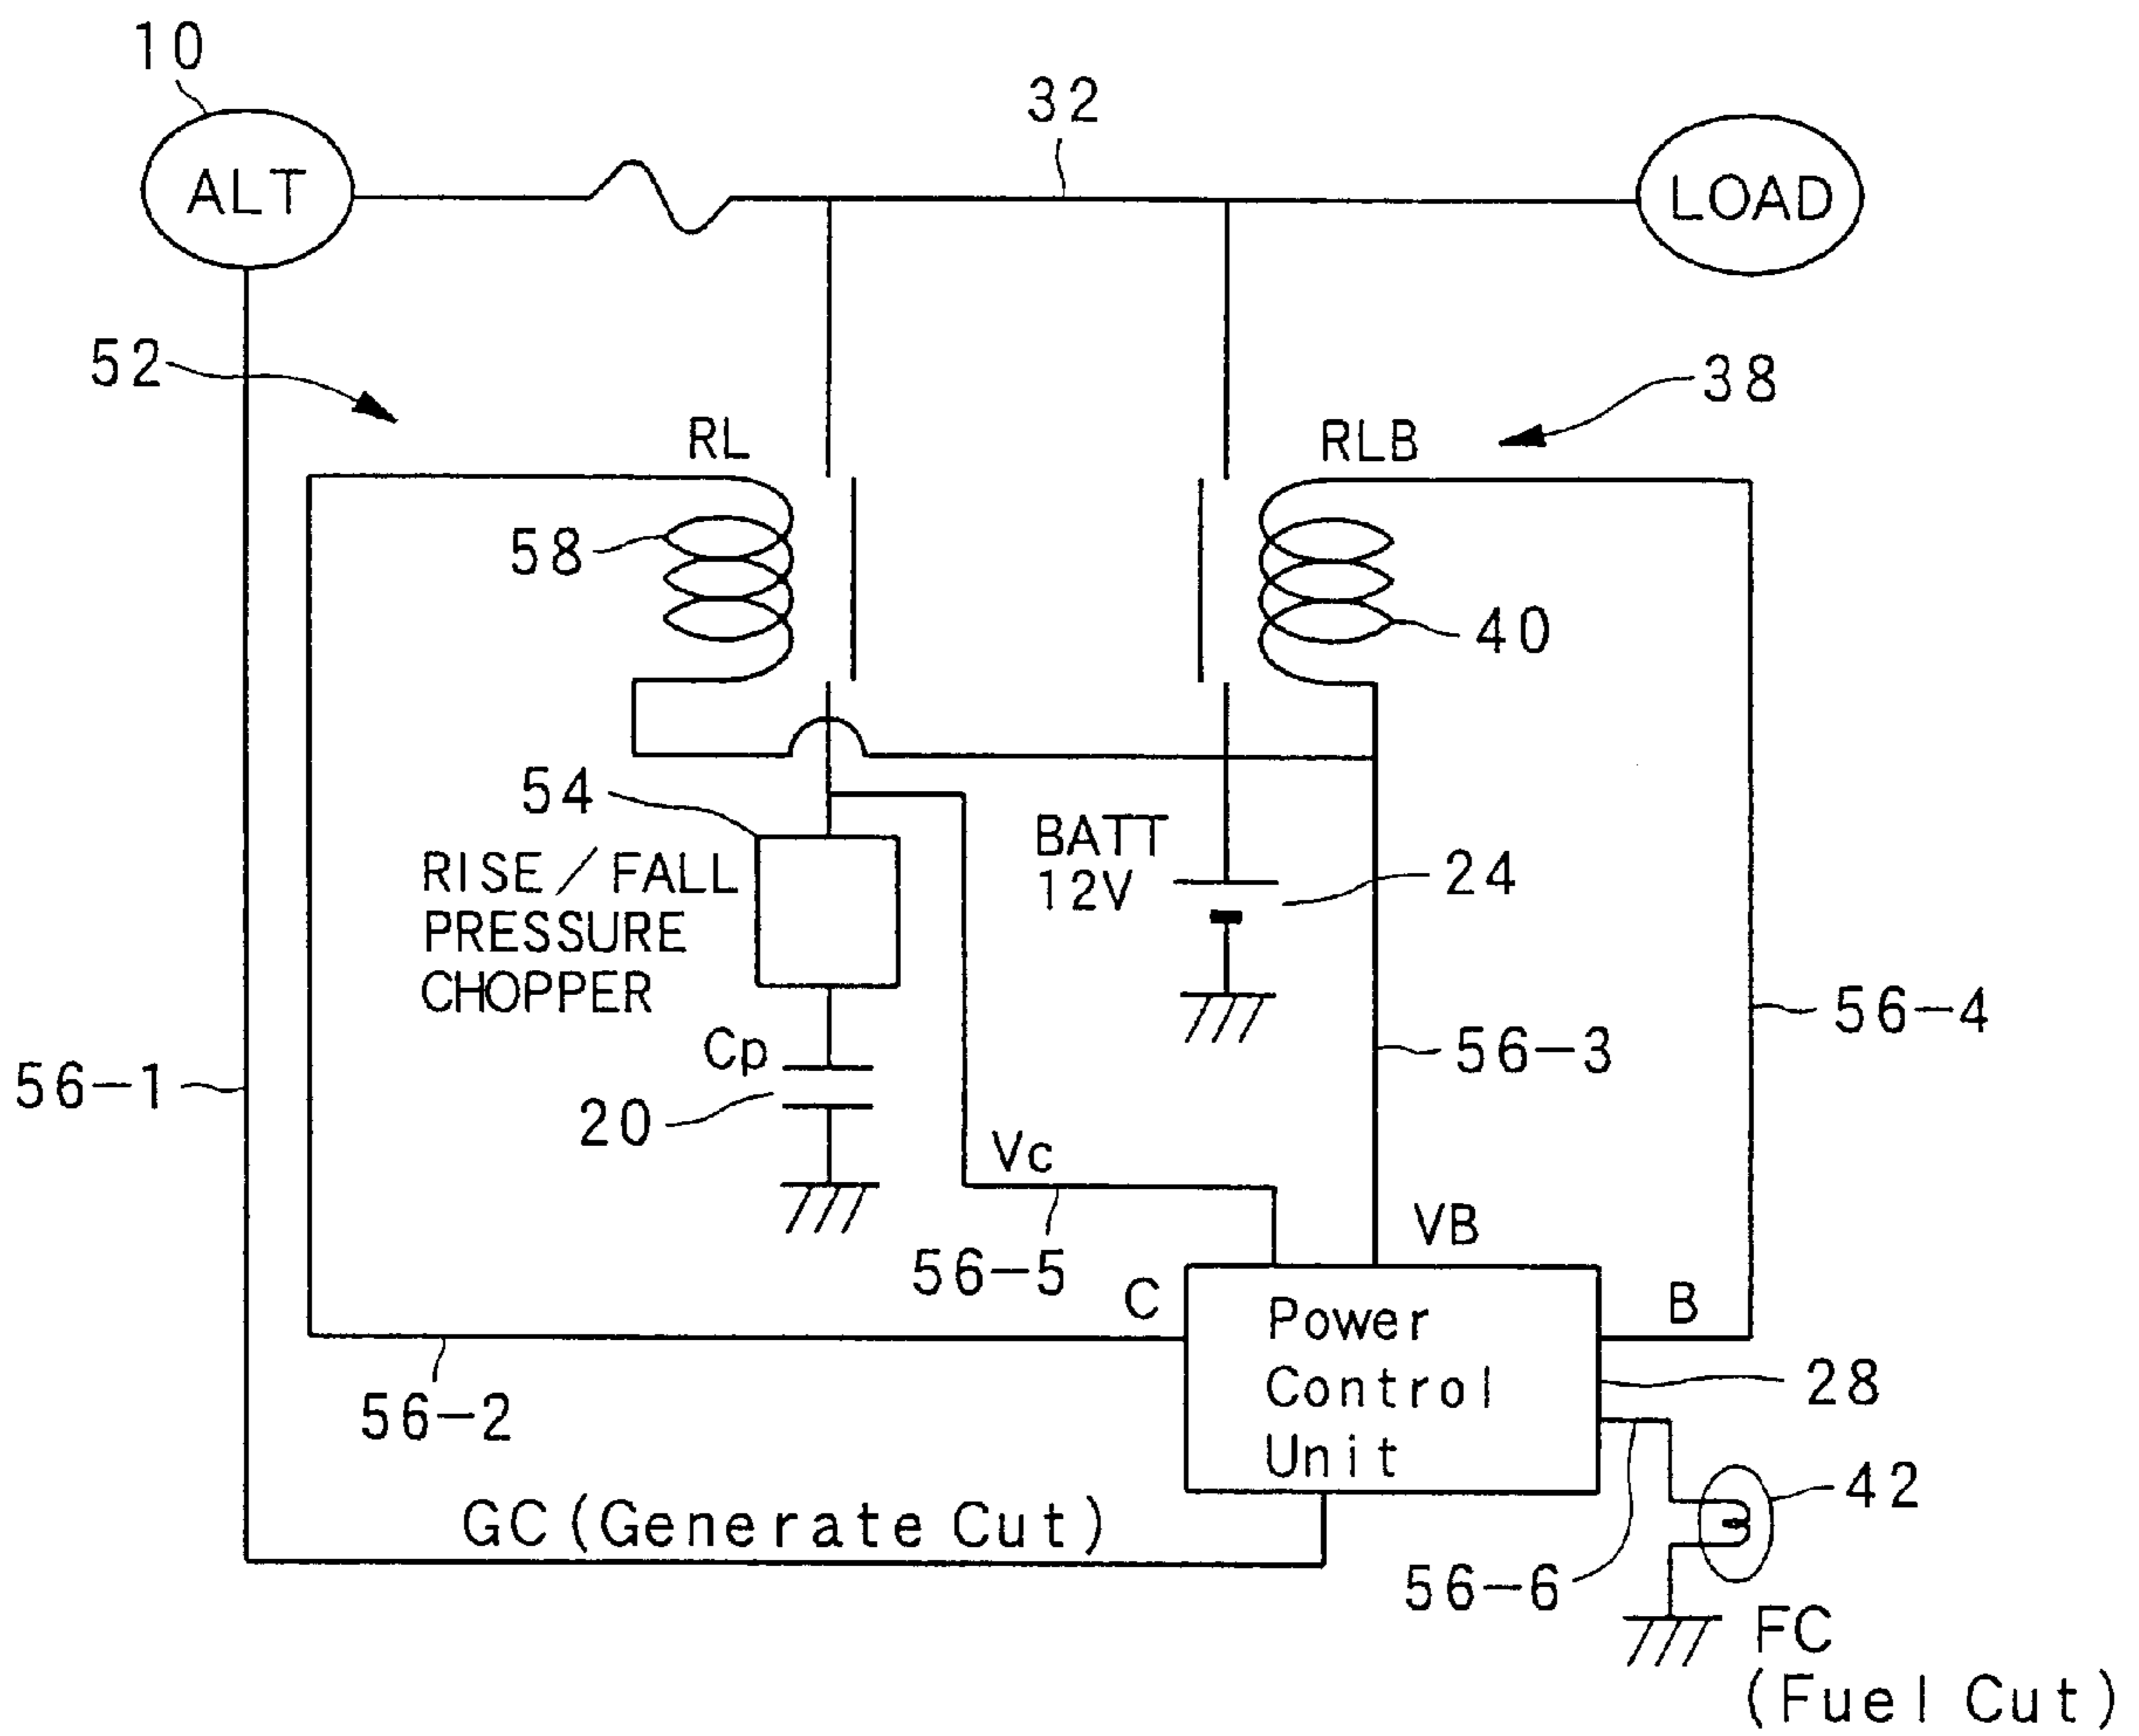 10
32
ALT
LOAD
52
38
RL
RLB
58
40
54
BATT
12V
24
RISE/FALL
PRESSURE
CHOPPER
56-4
56-3
Cp
56-1
20
Vc
VB
56-5
C
B
Power
Control
Unit
28
56-2
42
GC(Generate Cut)
56-6
FC
(Fuel Cut)